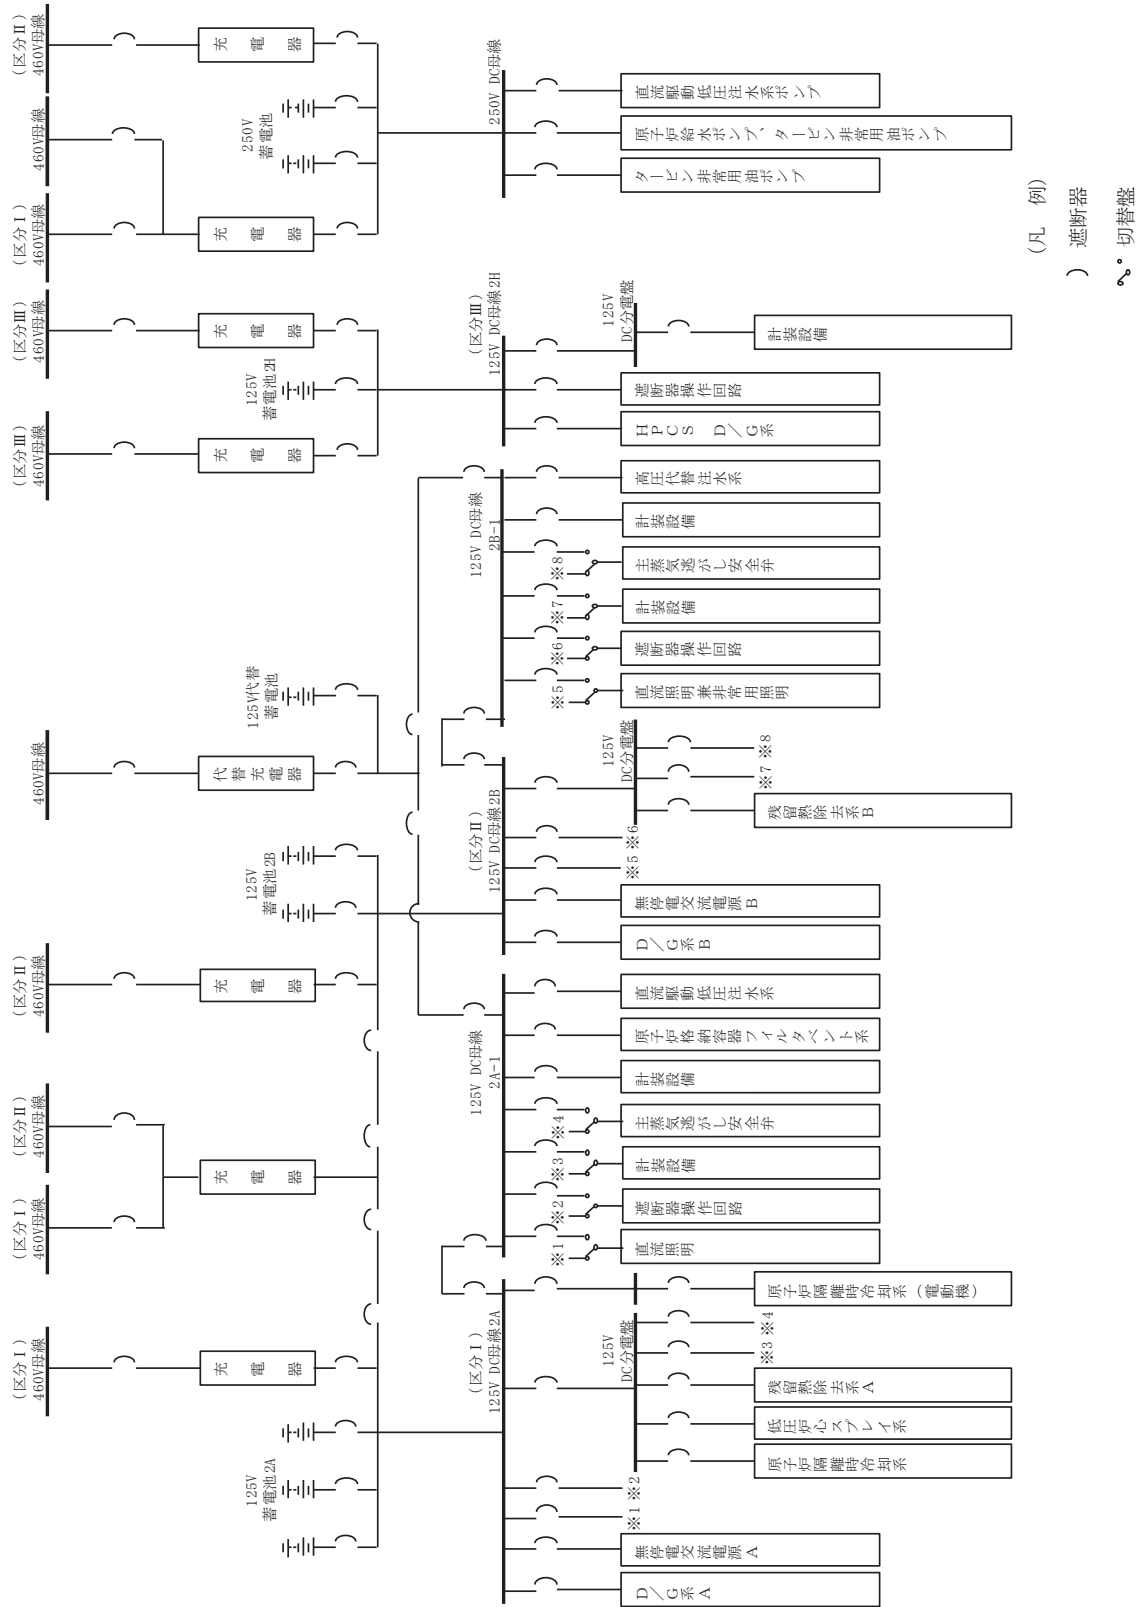 (区分Ⅰ)
460V母線
(区分Ⅰ)
460V母線
(区分Ⅱ)
460V母線
(区分Ⅱ)
460V母線
460V母線
(区分Ⅲ)
460V母線
(区分Ⅲ)
460V母線
(区分Ⅰ)
460V母線
460V母線
(区分Ⅱ)
460V母線
充電器
充電器
充電器
代替充電器
充電器
充電器
充電器
充電器
125V
蓄電池2A
125V
蓄電池2B
125V代替
蓄電池
125V
蓄電池2H
250V
蓄電池
(区分Ⅰ)
125V DC母線2A
125V DC母線
2A-1
(区分Ⅱ)
125V DC母線2B
125V DC母線
2B-1
(区分Ⅲ)
125V DC母線2H
250V DC母線
D/G系A
無停電交流電源A
※1
※2
※1
※2
※3
※4
直流照明
遮断器操作回路
計装設備
主蒸気逃がし安全弁
計装設備
原子炉格納容器フィルタベント系
直流駆動低圧注水系
D/G系B
無停電交流電源B
※5
※6
※5
※6
※7
※8
直流照明兼非常用照明
遮断器操作回路
計装設備
主蒸気逃がし安全弁
計装設備
高圧代替注水系
HPCS D/G系
遮断器操作回路
タービン非常用油ポンプ
原子炉給水ポンプ、タービン非常用油ポンプ
直流駆動低圧注水系ポンプ
125V
DC分電盤
原子炉隔離時冷却系
低圧炉心スプレイ系
残留熱除去系A
※3
※4
原子炉隔離時冷却系(電動機)
125V
DC分電盤
残留熱除去系B
※7
※8
125V
DC分電盤
計装設備
(凡 例)
遮断器
切替盤